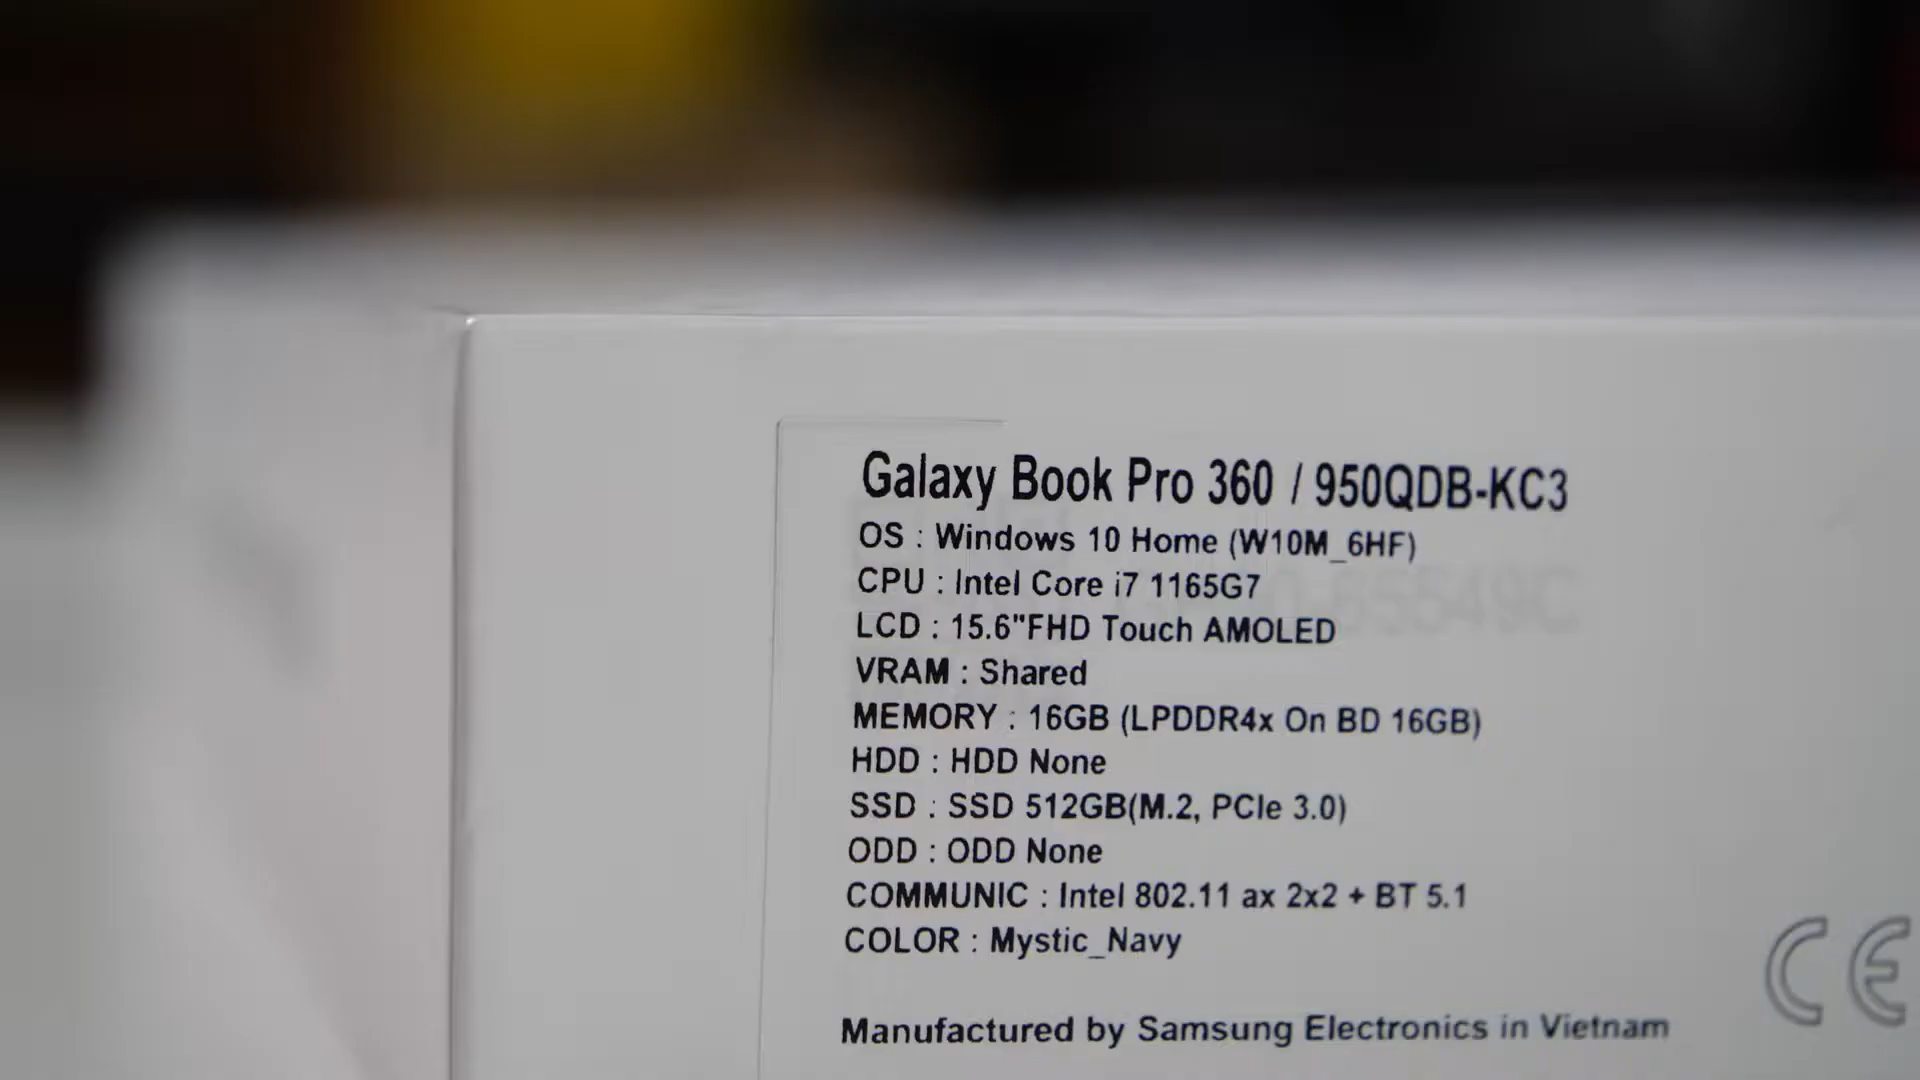 Galaxy Book Pro 360 / 950QDB-KC3
OS : Windows 10 Home (W10M_6HF)
CPU : Intel Core i7 1165G7
LCD : 15.6"FHD Touch AMOLED
VRAM : Shared
MEMORY : 16GB (LPDDR4x On BD 16GB)
HDD : HDD None
SSD : SSD 512GB(M.2, PCIe 3.0)
ODD : ODD None
COMMUNIC : Intel 802.11 ax 2x2 + BT 5.1
COLOR : Mystic_Navy
CE
Manufactured by Samsung Electronics in Vietnam